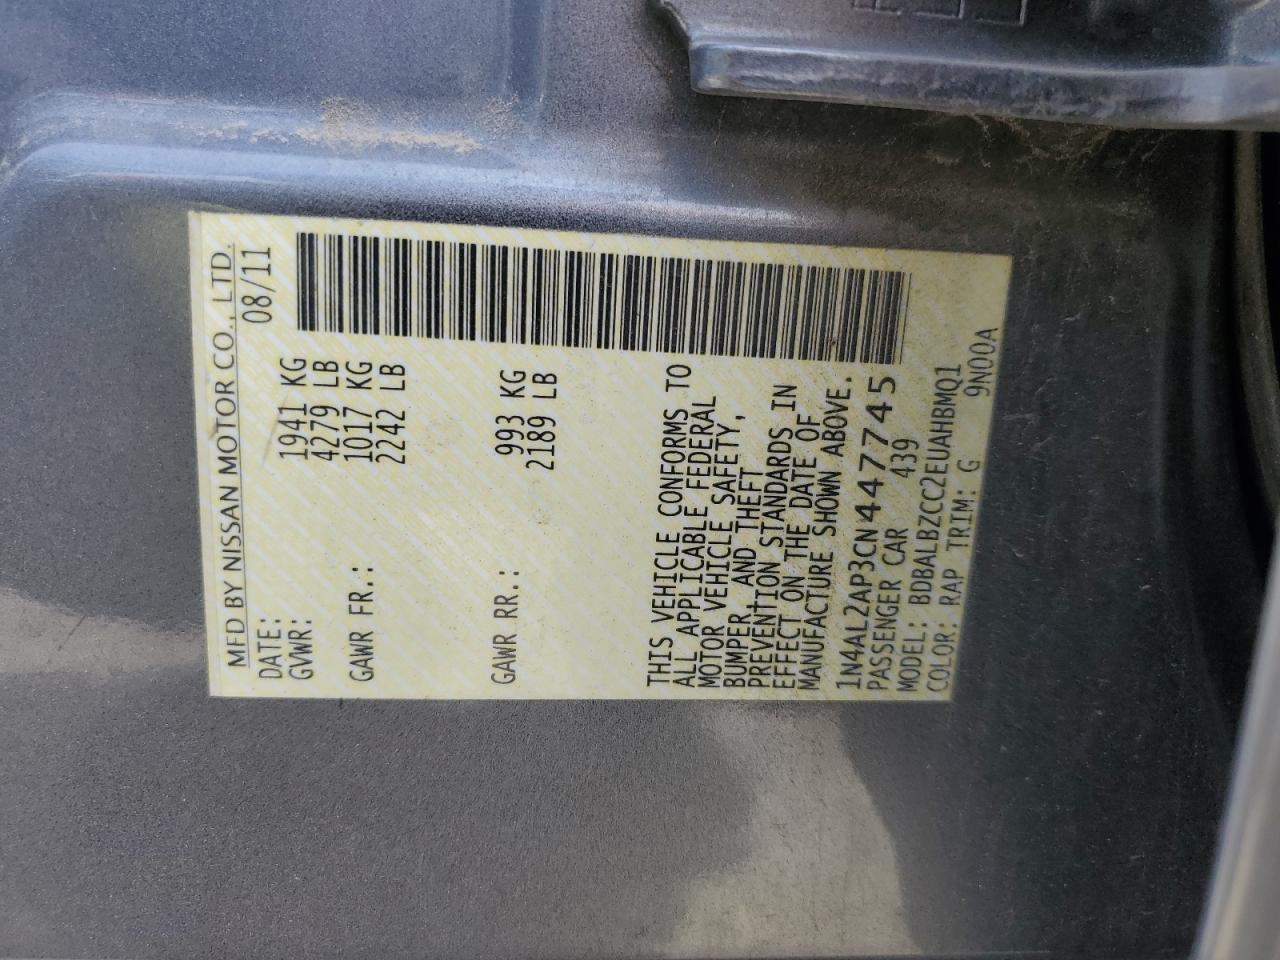 MFD BY NISSAN MOTOR CO., LTD.
DATE: 08/11
GVWR: 1941 KG
4279 LB
GAWR FR.: 1017 KG
2242 LB
GAWR RR.: 993 KG
2189 LB
THIS VEHICLE CONFORMS TO
ALL APPLICABLE FEDERAL
MOTOR VEHICLE SAFETY,
BUMPER, AND THEFT
PREVENTION STANDARDS IN
EFFECT ON THE DATE OF
MANUFACTURE SHOWN ABOVE.
1N4AL2AP3CN447745
PASSENGER CAR 439
MODEL: BDBALBZCC2EUAHBMQ1
COLOR: RAP TRIM: G 9N00A